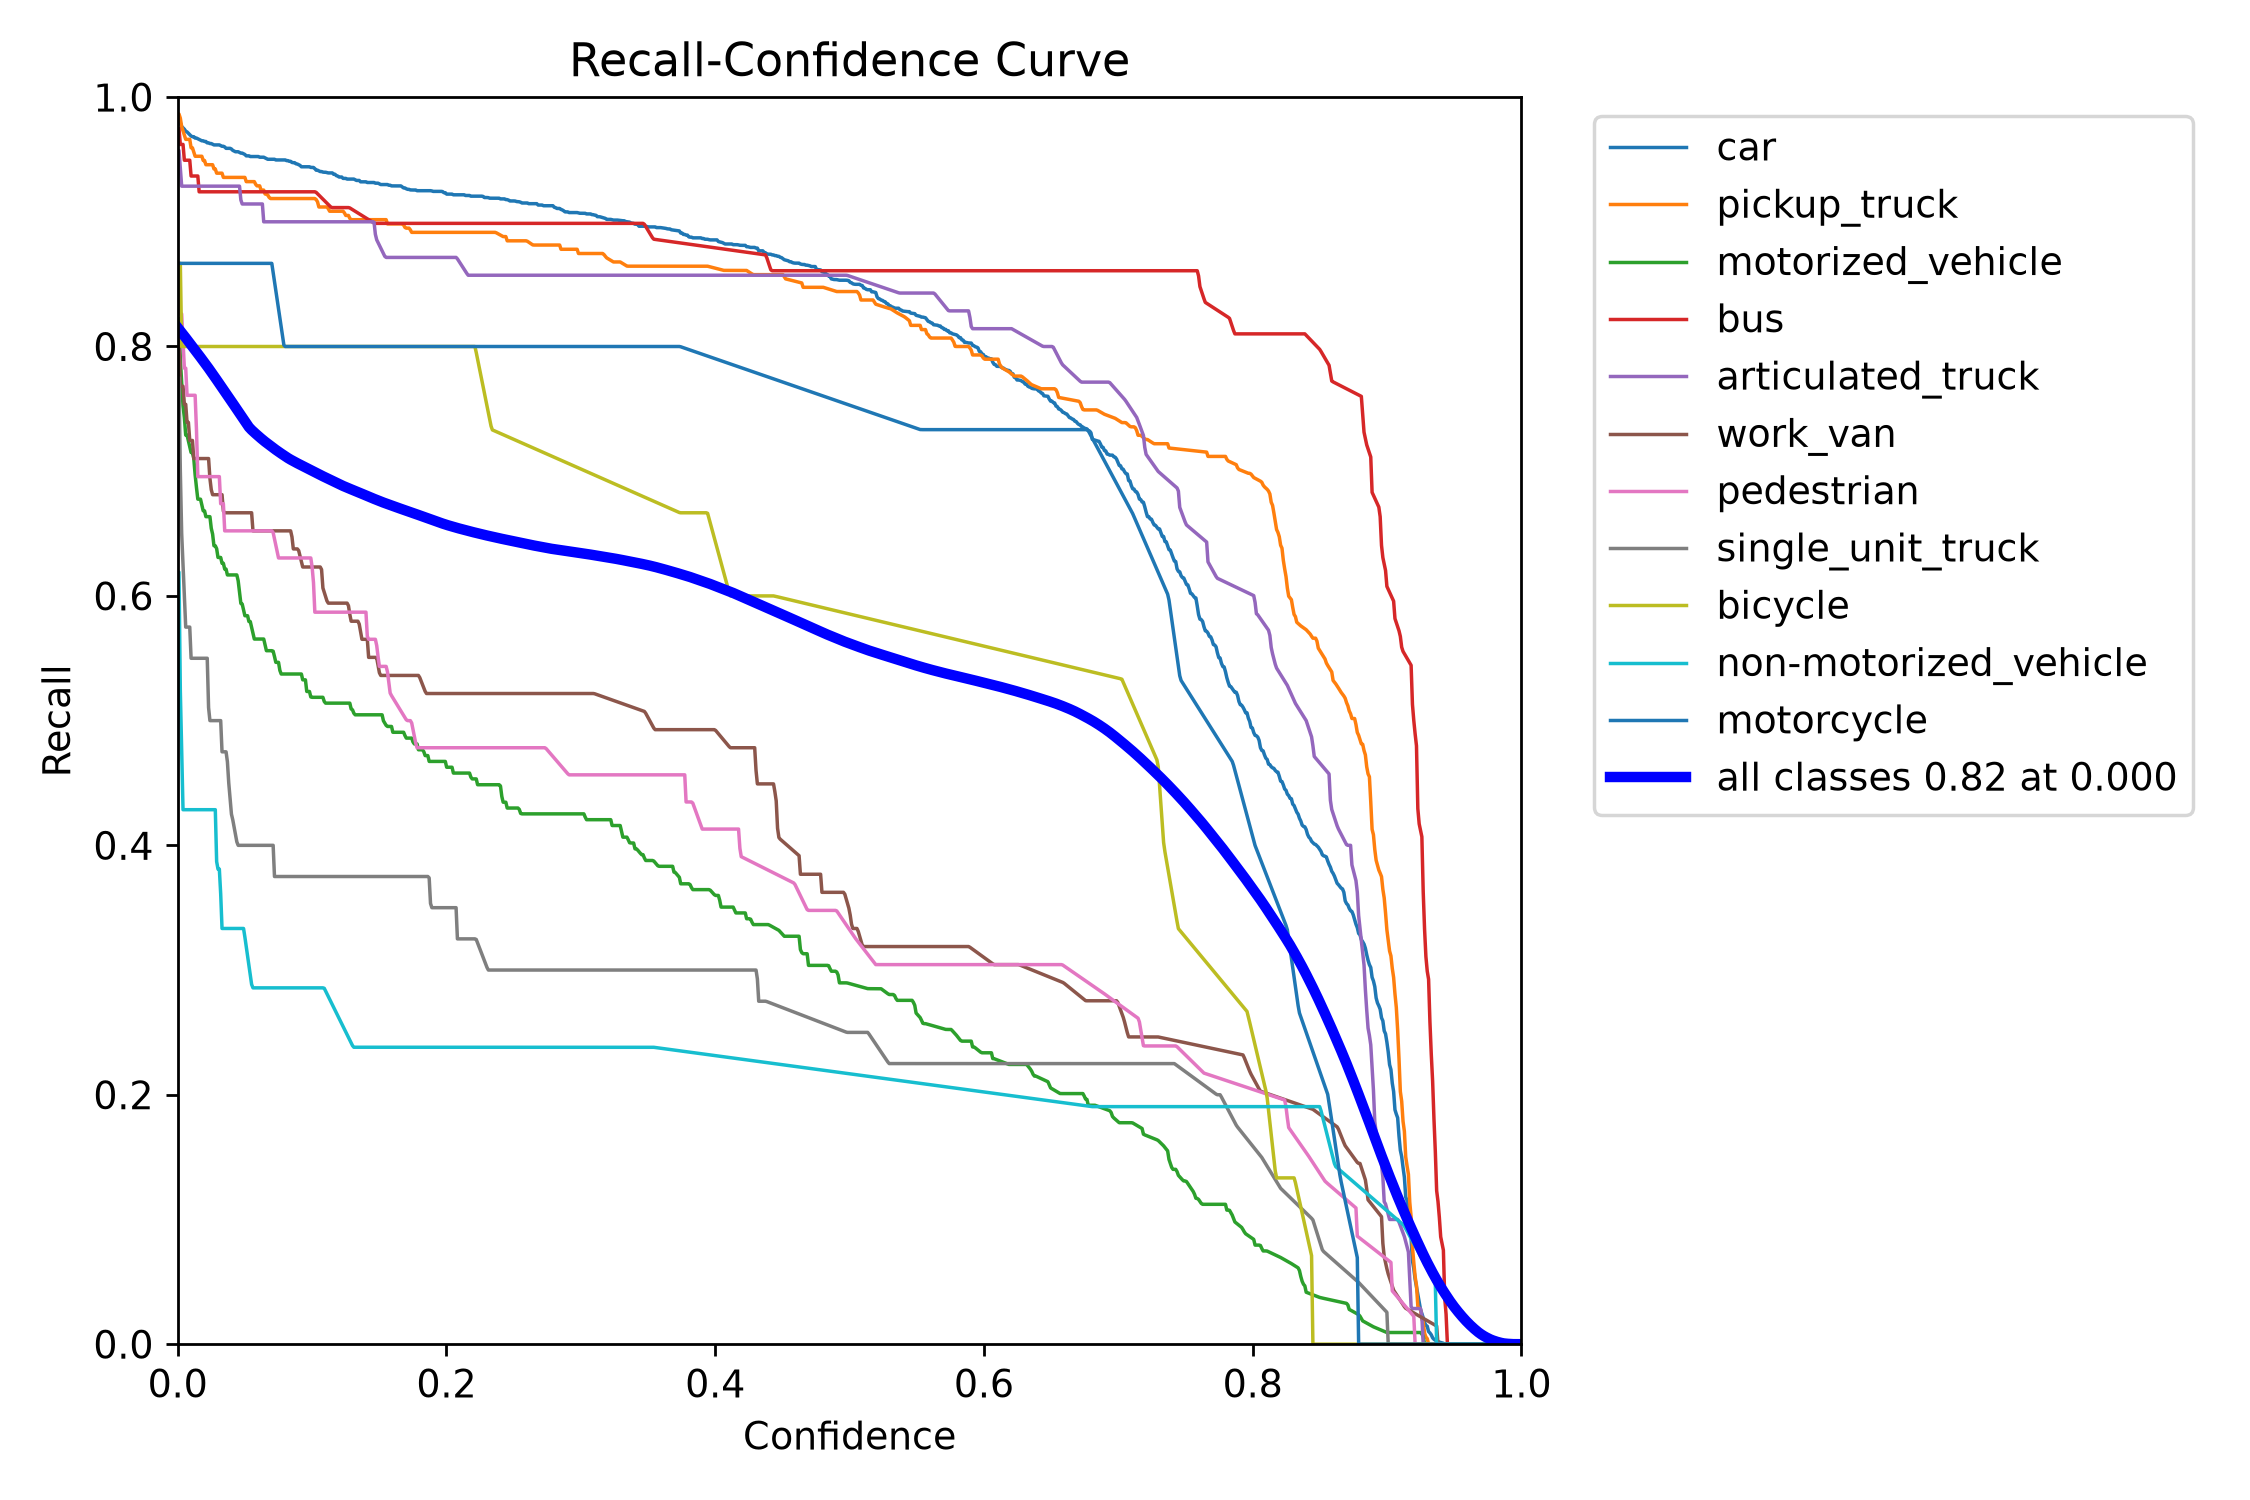 Recall-Confidence Curve
1.0
0.8
0.6
0.4
0.2
0.0
Recall
0.0 0.2 0.4 0.6 0.8 1.0
Confidence
car
pickup_truck
motorized_vehicle
bus
articulated_truck
work_van
pedestrian
single_unit_truck
bicycle
non-motorized_vehicle
motorcycle
all classes 0.82 at 0.000